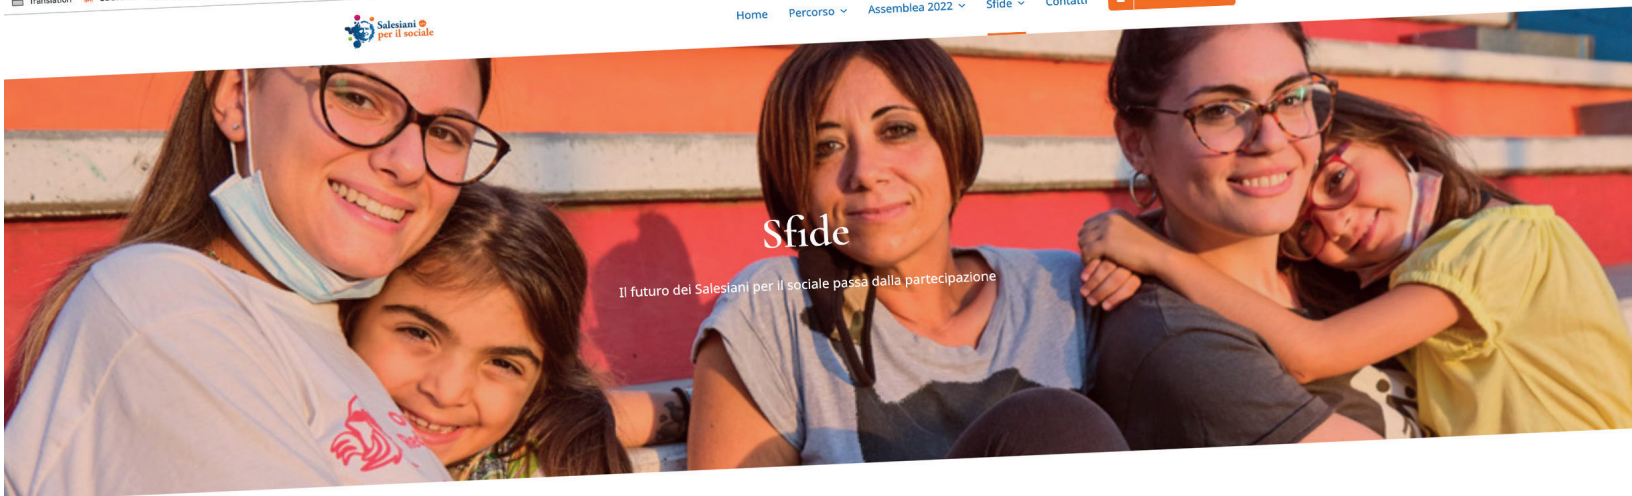 Translation
Salesiani
per il sociale
Home
Percorso
Assemblea 2022
Sfide
Contatti
Sfide
Il futuro dei Salesiani per il sociale passa dalla partecipazione